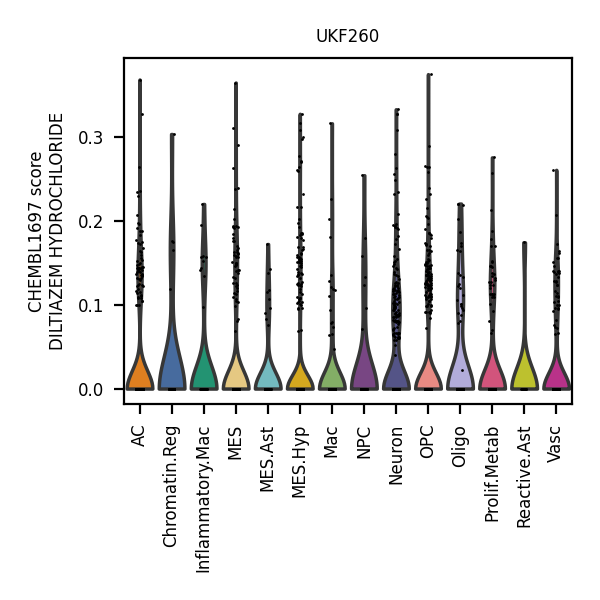 UKF260
CHEMBL1697 score
DILTIAZEM HYDROCHLORIDE
0.3
0.2
0.1
0.0
AC
Chromatin.Reg
Inflammatory.Mac
MES
MES.Ast
MES.Hyp
Mac
NPC
Neuron
OPC
Oligo
Prolif.Metab
Reactive.Ast
Vasc